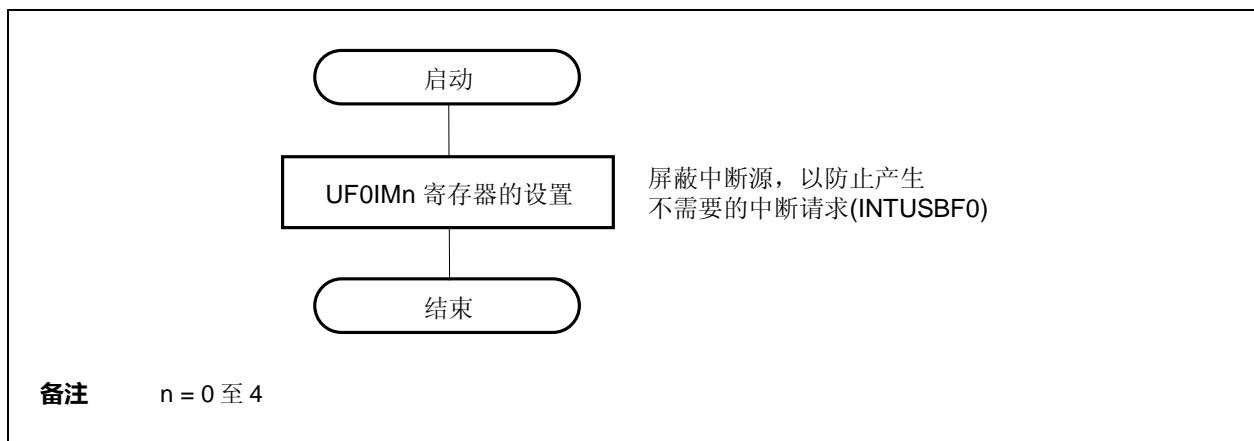 启动
UF0IMn 寄存器的设置
屏蔽中断源，以防止产生
不需要的中断请求(INTUSBF0)
结束
备注 n = 0 至 4